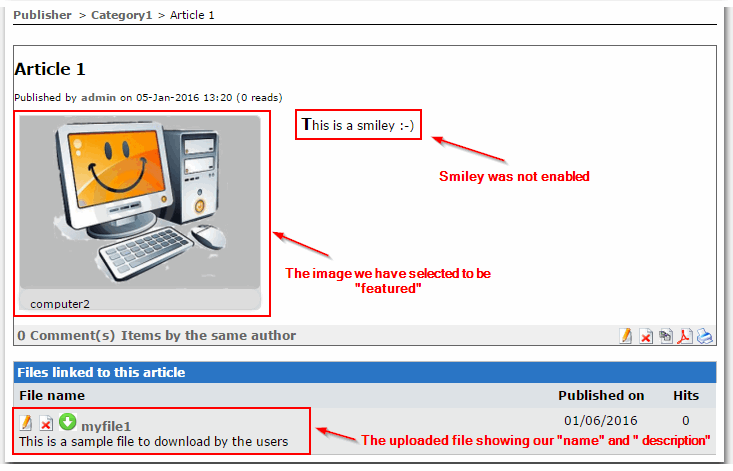 Publisher > Category1 > Article 1
Article 1
Published by admin on 05-Jan-2016 13:20 (0 reads)
This is a smiley :-)
Smiley was not enabled
The image we have selected to be
"featured"
computer2
0 Comment(s) Items by the same author
Files linked to this article
File name Published on Hits
myfile1 01/06/2016 0
This is a sample file to download by the users
The uploaded file showing our "name" and " description"